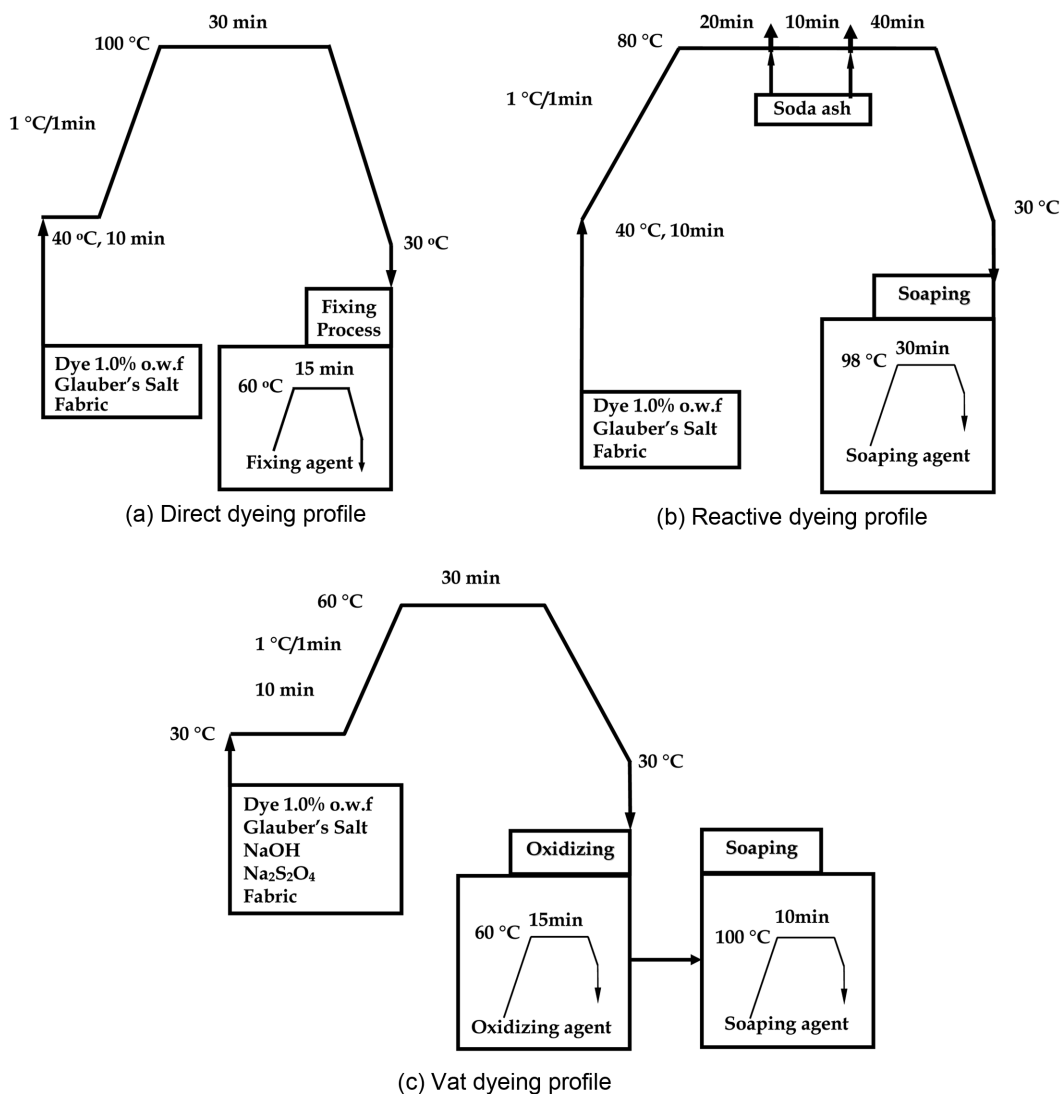 30 min
100 °C
1 °C/1min
40 °C, 10 min
30 °C
Fixing
Process
Dye 1.0% o.w.f
Glauber's Salt
Fabric
15 min
60 °C
Fixing agent
(a) Direct dyeing profile
20min 10min 40min
80 °C
Soda ash
1 °C/1min
40 °C, 10min
30 °C
Soaping
Dye 1.0% o.w.f
Glauber's Salt
Fabric
30min
98 °C
Soaping agent
(b) Reactive dyeing profile
30 min
60 °C
1 °C/1min
10 min
30 °C
30 °C
Dye 1.0% o.w.f
Glauber's Salt
NaOH
Na₂S₂O₄
Fabric
Oxidizing
15min
60 °C
Oxidizing agent
Soaping
10min
100 °C
Soaping agent
(c) Vat dyeing profile